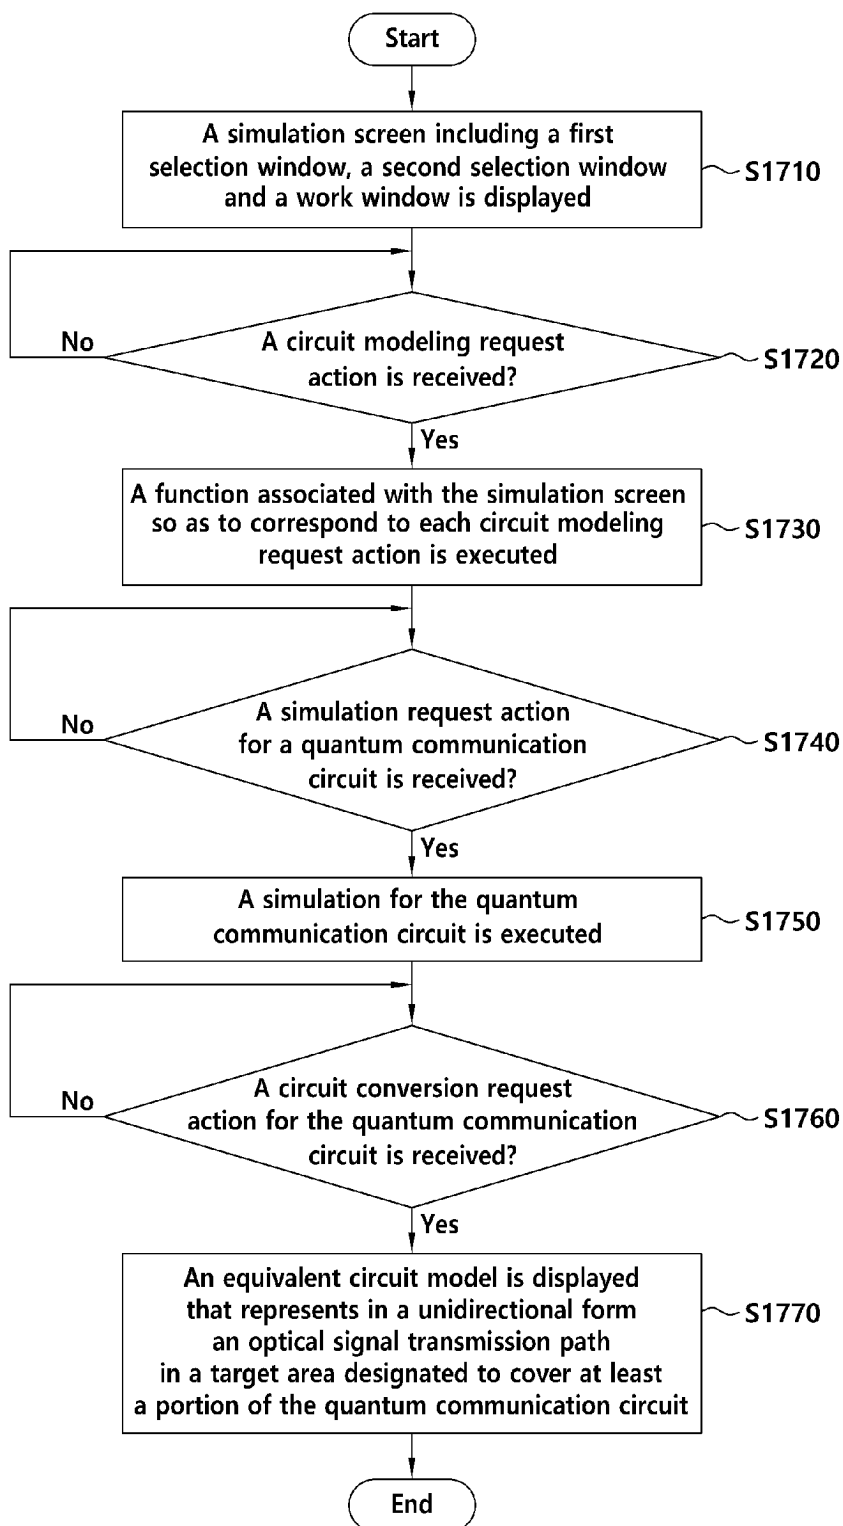 Start
A simulation screen including a first
selection window, a second selection window
and a work window is displayed
S1710
No
A circuit modeling request
action is received?
S1720
Yes
A function associated with the simulation screen
so as to correspond to each circuit modeling
request action is executed
S1730
No
A simulation request action
for a quantum communication
circuit is received?
S1740
Yes
A simulation for the quantum
communication circuit is executed
S1750
No
A circuit conversion request
action for the quantum communication
circuit is received?
S1760
Yes
An equivalent circuit model is displayed
that represents in a unidirectional form
an optical signal transmission path
in a target area designated to cover at least
a portion of the quantum communication circuit
S1770
End